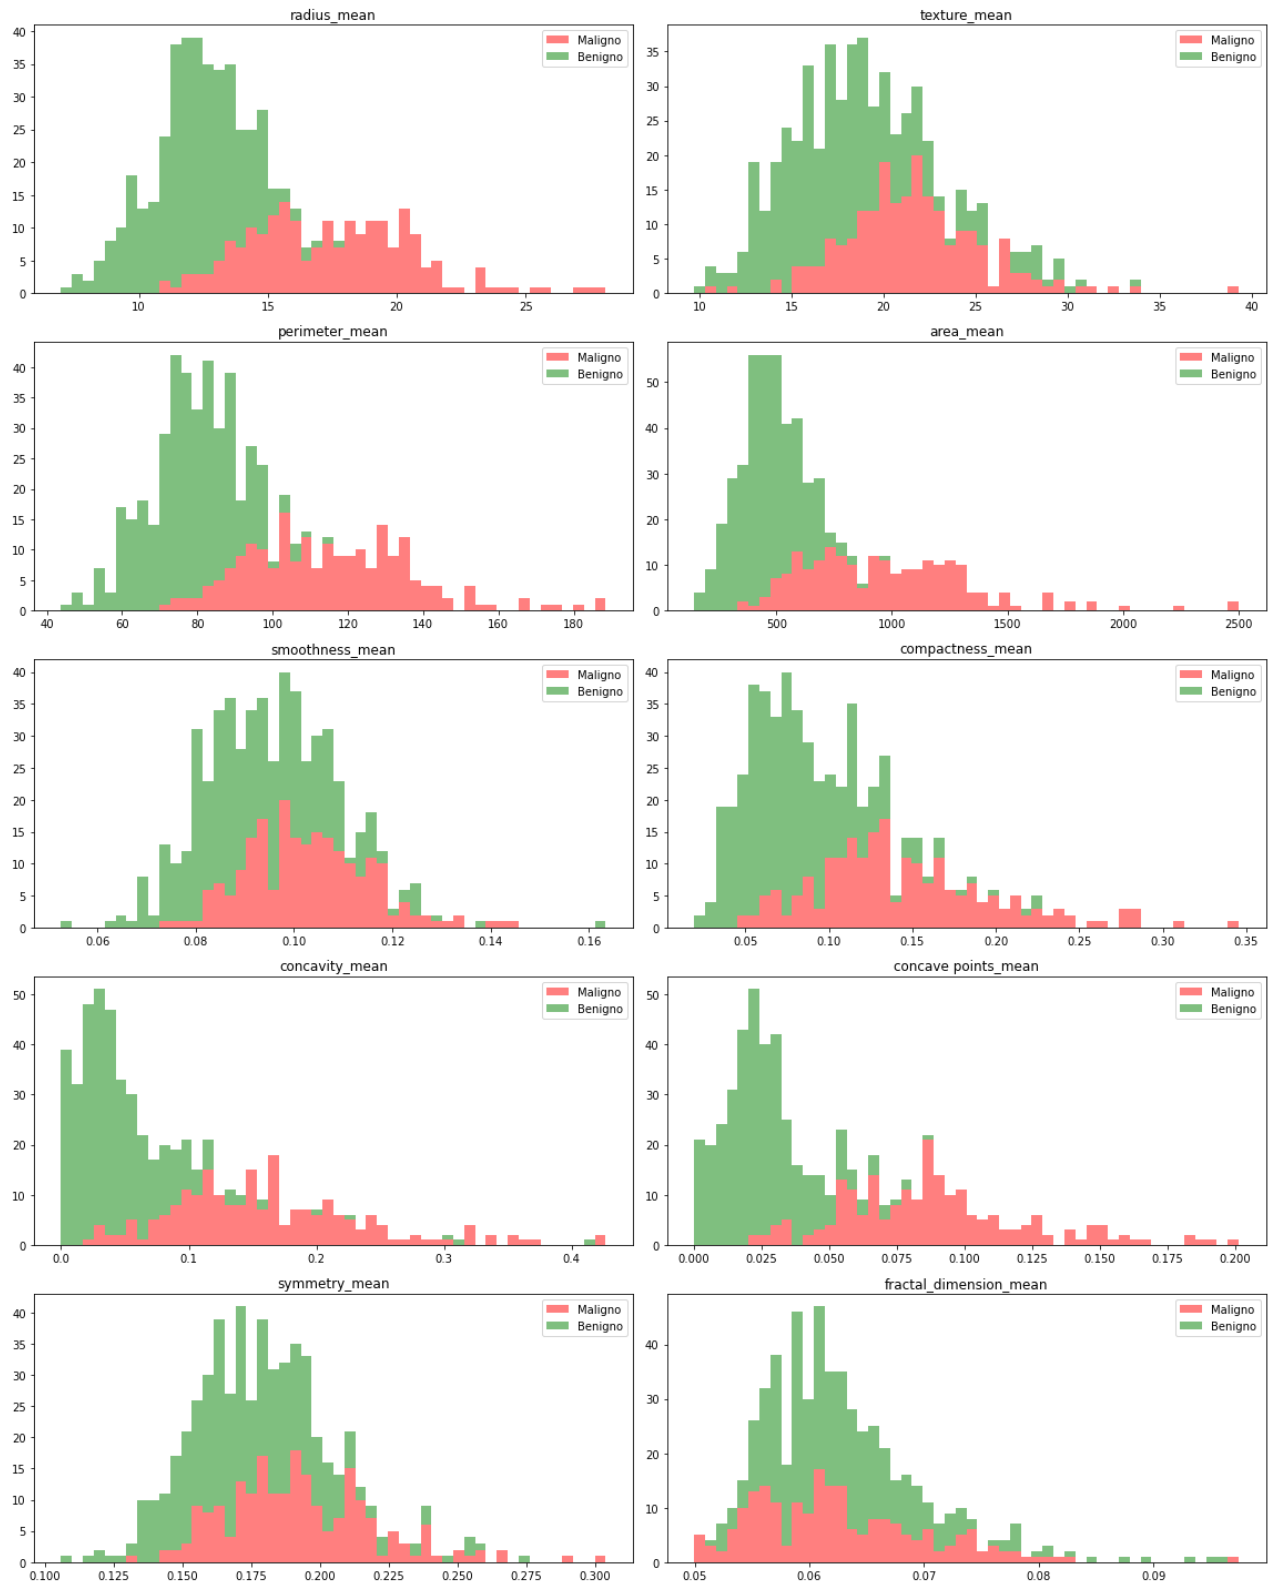 radius_mean
Maligno
Benigno
40
35
30
25
20
15
10
5
0
10 15 20 25
texture_mean
Maligno
Benigno
35
30
25
20
15
10
5
0
10 15 20 25 30 35 40
perimeter_mean
Maligno
Benigno
40
35
30
25
20
15
10
5
0
40 60 80 100 120 140 160 180
area_mean
Maligno
Benigno
50
40
30
20
10
0
500 1000 1500 2000 2500
smoothness_mean
Maligno
Benigno
40
35
30
25
20
15
10
5
0
0.06 0.08 0.10 0.12 0.14 0.16
compactness_mean
Maligno
Benigno
40
35
30
25
20
15
10
5
0
0.05 0.10 0.15 0.20 0.25 0.30 0.35
concavity_mean
Maligno
Benigno
50
40
30
20
10
0
0.0 0.1 0.2 0.3 0.4
concave points_mean
Maligno
Benigno
50
40
30
20
10
0
0.000 0.025 0.050 0.075 0.100 0.125 0.150 0.175 0.200
symmetry_mean
Maligno
Benigno
40
35
30
25
20
15
10
5
0
0.100 0.125 0.150 0.175 0.200 0.225 0.250 0.275 0.300
fractal_dimension_mean
Maligno
Benigno
40
30
20
10
0
0.05 0.06 0.07 0.08 0.09